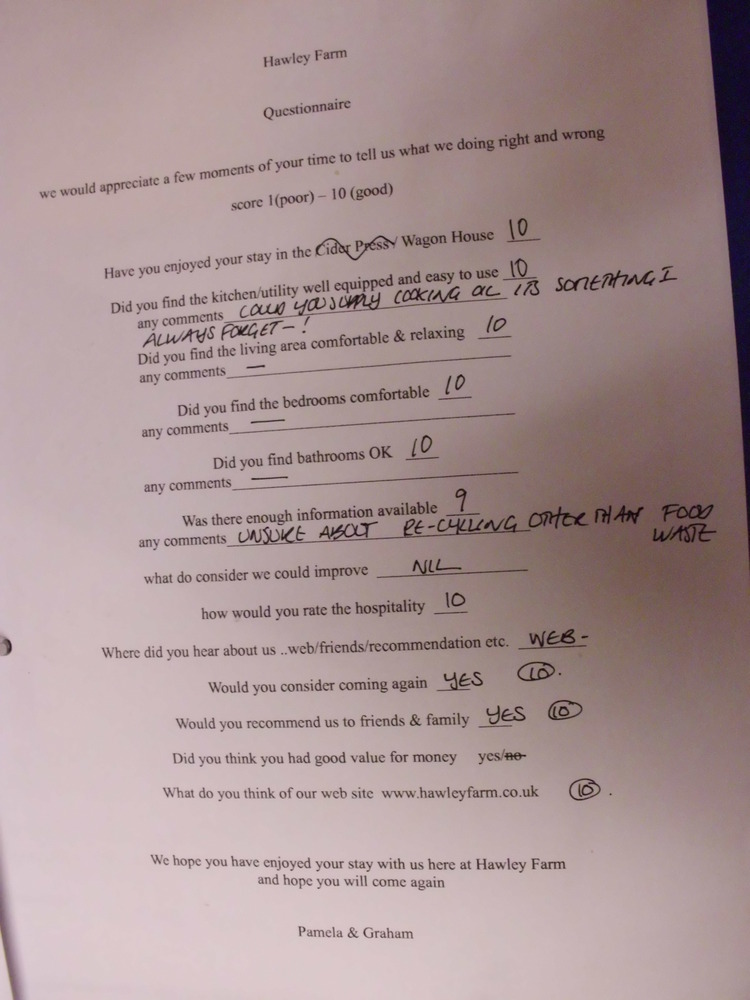 Hawley Farm
Questionnaire
we would appreciate a few moments of your time to tell us what we doing right and wrong
score 1(poor) – 10 (good)
Have you enjoyed your stay in the Cider Press/ Wagon House 10
Did you find the kitchen/utility well equipped and easy to use 10
any comments COULD YOU SUPPLY COOKING OIL ITS SOMETHING I
ALWAYS FORGET – !
Did you find the living area comfortable & relaxing 10
any comments —
Did you find the bedrooms comfortable 10
any comments —
Did you find bathrooms OK 10
any comments —
Was there enough information available 9
any comments UNSURE ABOUT RE-CYCLING OTHER THAN FOOD
WASTE
what do consider we could improve NIL
how would you rate the hospitality 10
Where did you hear about us ..web/friends/recommendation etc. WEB -
Would you consider coming again YES 10.
Would you recommend us to friends & family YES 10
Did you think you had good value for money yes/no
What do you think of our web site www.hawleyfarm.co.uk 10.
We hope you have enjoyed your stay with us here at Hawley Farm
and hope you will come again
Pamela & Graham